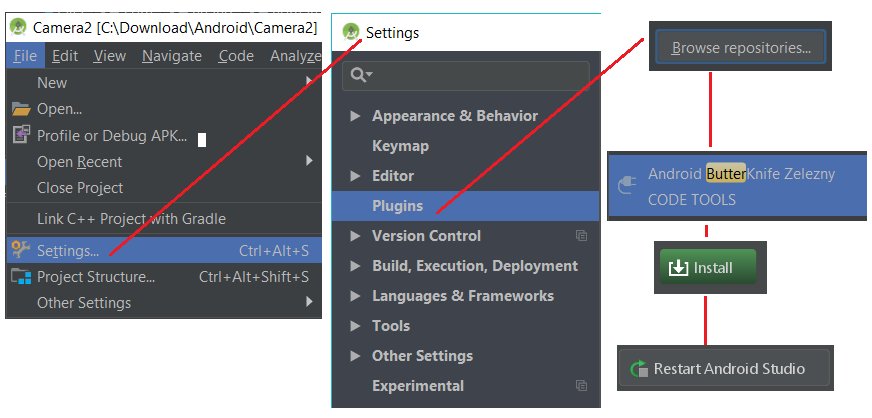 Camera2 [C:\Download\Android\Camera2]
File Edit View Navigate Code Analyze
New
Open...
Profile or Debug APK...
Open Recent
Close Project
Link C++ Project with Gradle
Settings... Ctrl+Alt+S
Project Structure... Ctrl+Alt+Shift+S
Other Settings
Settings
Appearance & Behavior
Keymap
Editor
Plugins
Version Control
Build, Execution, Deployment
Languages & Frameworks
Tools
Other Settings
Experimental
Browse repositories...
Android ButterKnife Zelezny
CODE TOOLS
Install
Restart Android Studio